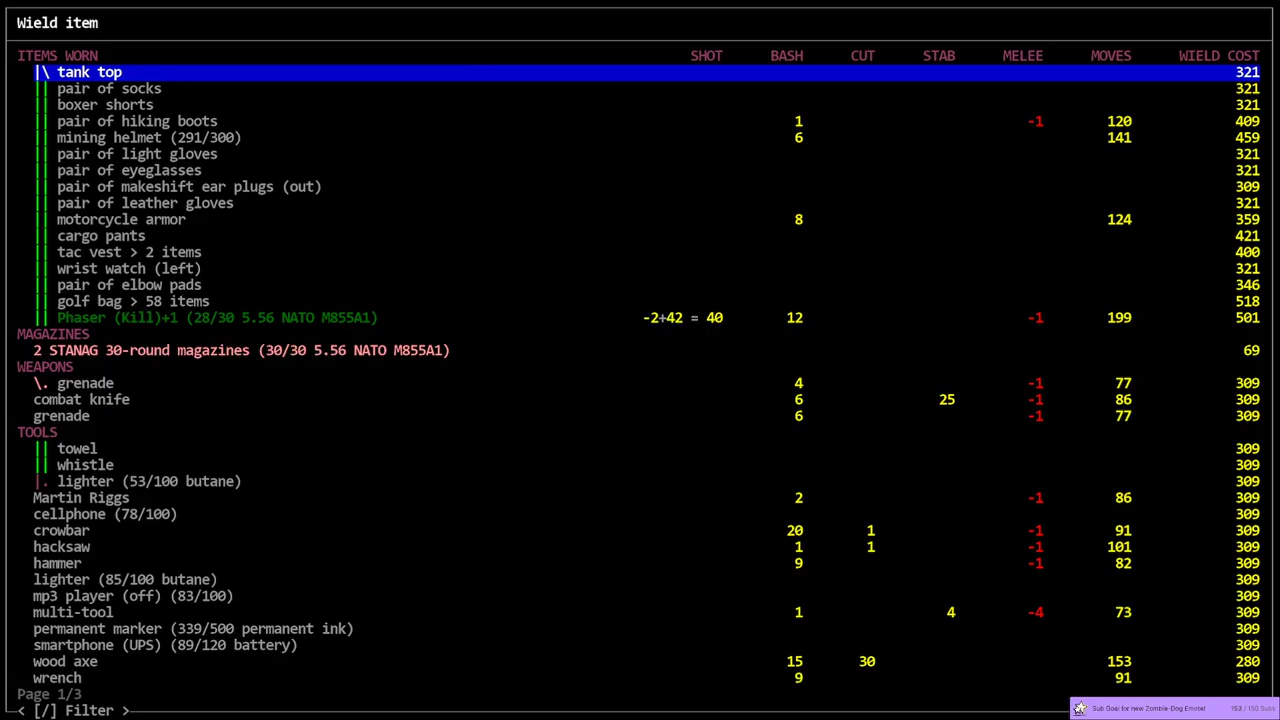 Wield item
ITEMS WORN SHOT BASH CUT STAB MELEE MOVES WIELD COST
|\ tank top 321
|| pair of socks 321
|| boxer shorts 321
|| pair of hiking boots 1 -1 120 409
|| mining helmet (291/300) 6 141 459
|| pair of light gloves 321
|| pair of eyeglasses 321
|| pair of makeshift ear plugs (out) 309
|| pair of leather gloves 321
|| motorcycle armor 8 124 359
|| cargo pants 421
|| tac vest > 2 items 400
|| wrist watch (left) 321
|| pair of elbow pads 346
|| golf bag > 58 items 518
|| Phaser (Kill)+1 (28/30 5.56 NATO M855A1) -2+42 = 40 12 -1 199 501
MAGAZINES
2 STANAG 30-round magazines (30/30 5.56 NATO M855A1) 69
WEAPONS
\. grenade 4 -1 77 309
combat knife 6 25 -1 86 309
grenade 6 -1 77 309
TOOLS
|| towel 309
|| whistle 309
|. lighter (53/100 butane) 309
Martin Riggs 2 -1 86 309
cellphone (78/100) 309
crowbar 20 1 -1 91 309
hacksaw 1 1 -1 101 309
hammer 9 -1 82 309
lighter (85/100 butane) 309
mp3 player (off) (83/100) 309
multi-tool 1 4 -4 73 309
permanent marker (339/500 permanent ink) 309
smartphone (UPS) (89/120 battery) 309
wood axe 15 30 153 280
wrench 9 91 309
Page 1/3
< [/] Filter >
Sub Goal for new Zombie-Dog Emote! 153 / 150 Subs